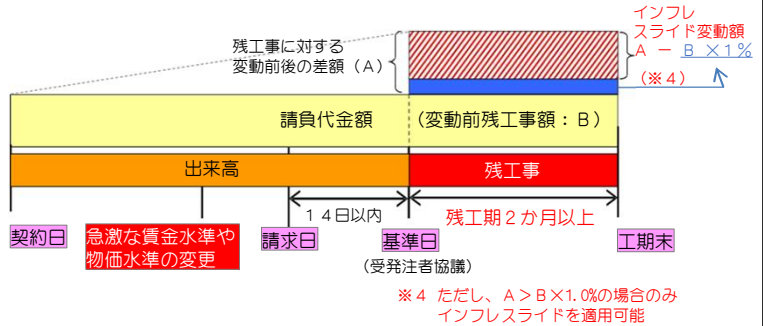 残工事に対する
変動前後の差額（A）
インフレ
スライド変動額
A － B ×1％
（※4）
請負代金額
（変動前残工事額：B）
出来高
残工事
14日以内
残工期2か月以上
契約日
急激な賃金水準や
物価水準の変更
請求日
基準日
工期末
（受発注者協議）
※4 ただし、A＞B×1.0%の場合のみ
インフレスライドを適用可能